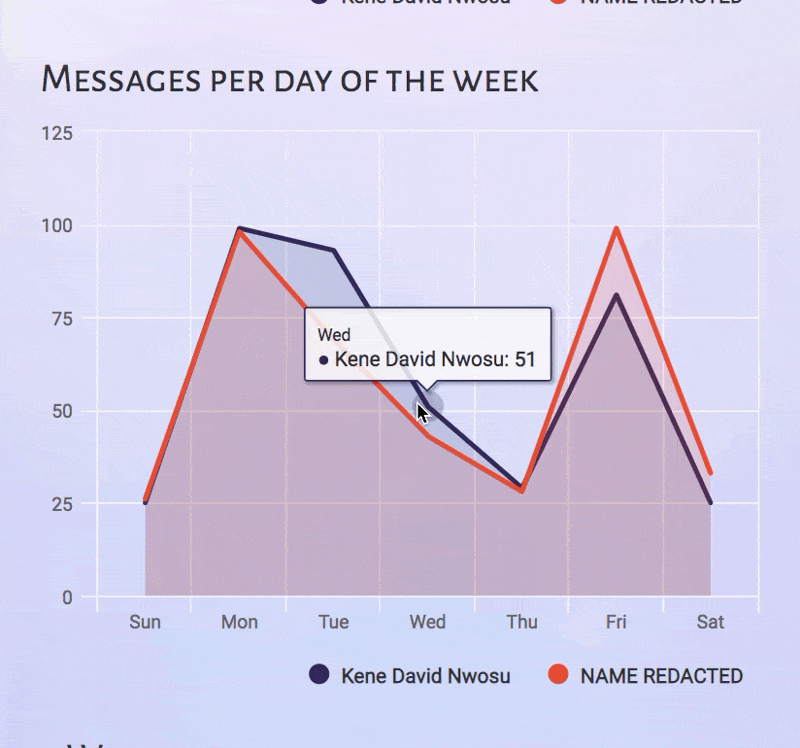 Kene David Nwosu NAME REDACTED
MESSAGES PER DAY OF THE WEEK
125
100
75
Wed
Kene David Nwosu: 51
50
25
0
Sun Mon Tue Wed Thu Fri Sat
Kene David Nwosu NAME REDACTED